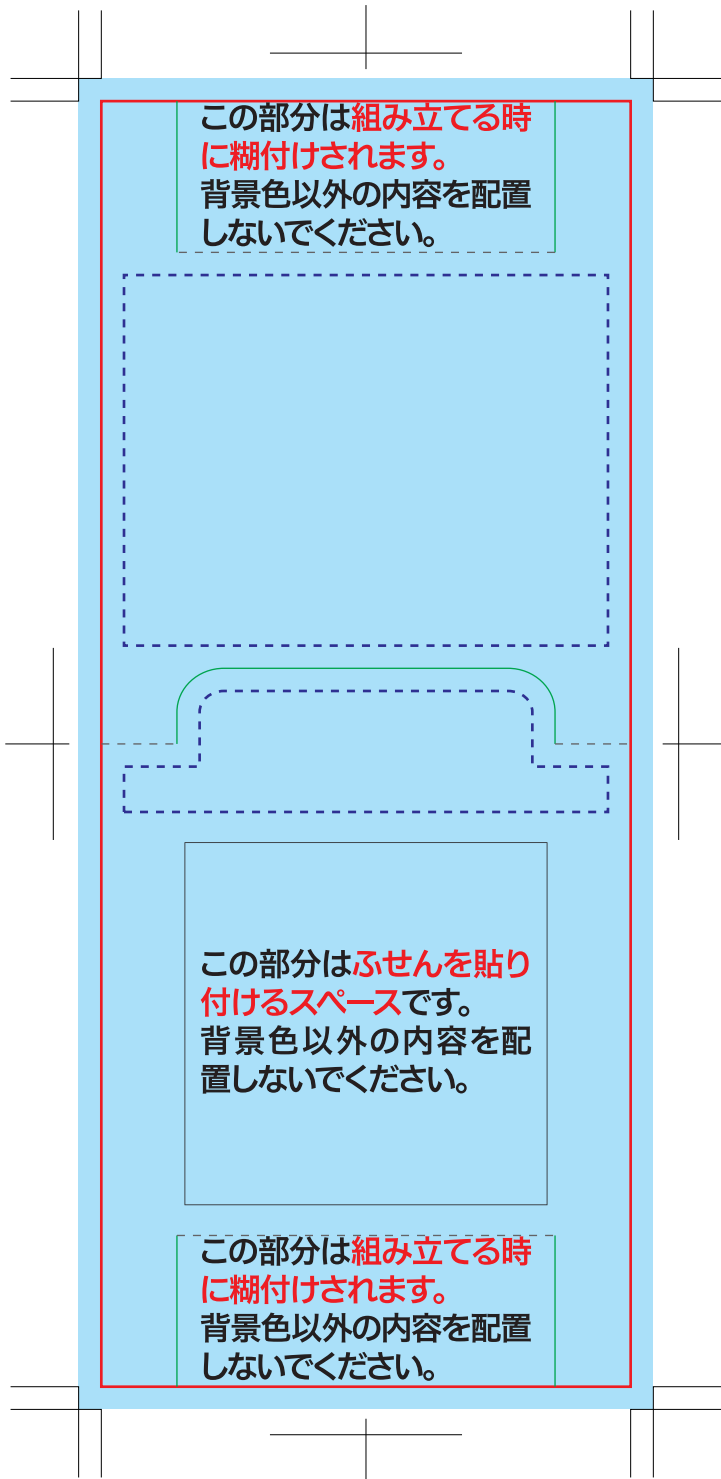 この部分は組み立てる時
に糊付けされます。
背景色以外の内容を配置
しないでください。
この部分はふせんを貼り
付けるスペースです。
背景色以外の内容を配
置しないでください。
この部分は組み立てる時
に糊付けされます。
背景色以外の内容を配置
しないでください。